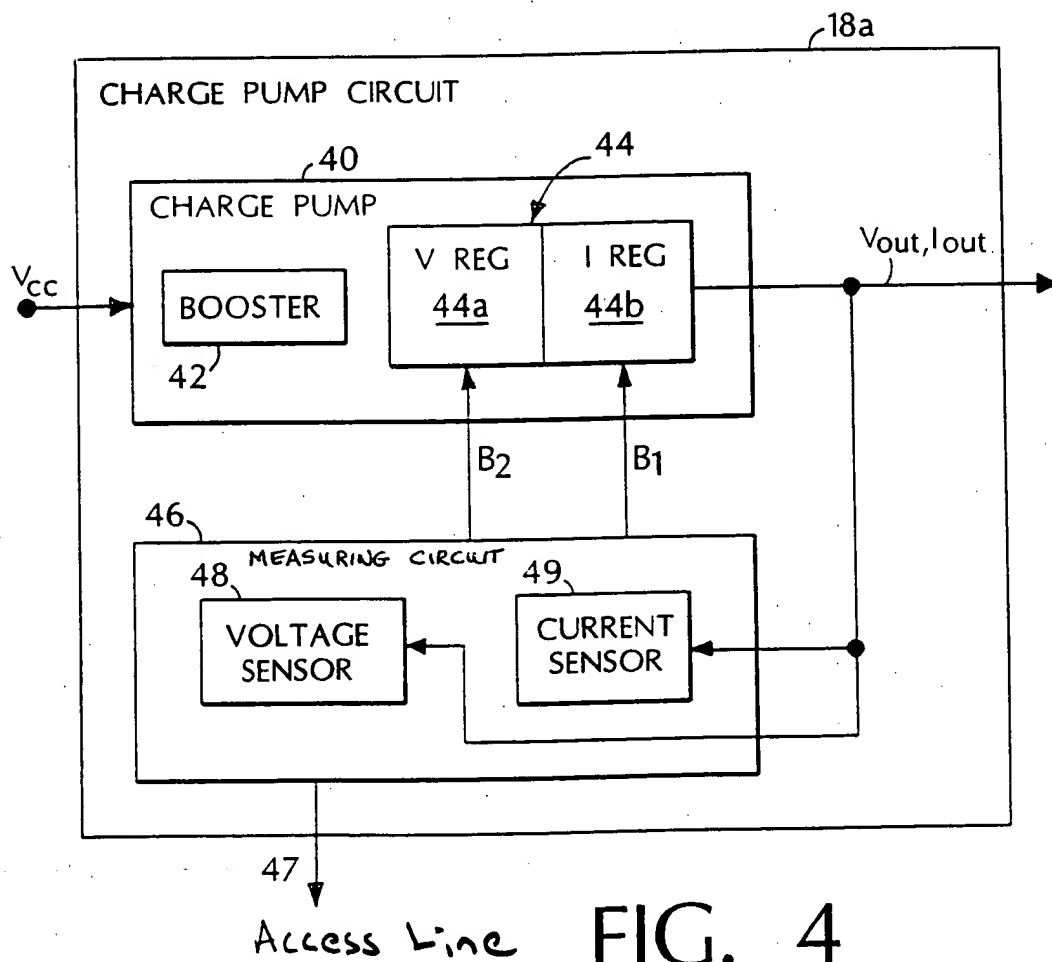 18a
CHARGE PUMP CIRCUIT
40
44
CHARGE PUMP
V REG
44a
I REG
44b
Vout, Iout
Vcc
BOOSTER
42
B2
B1
46
MEASURING CIRCUIT
48
49
VOLTAGE
SENSOR
CURRENT
SENSOR
47
Access Line
FIG. 4